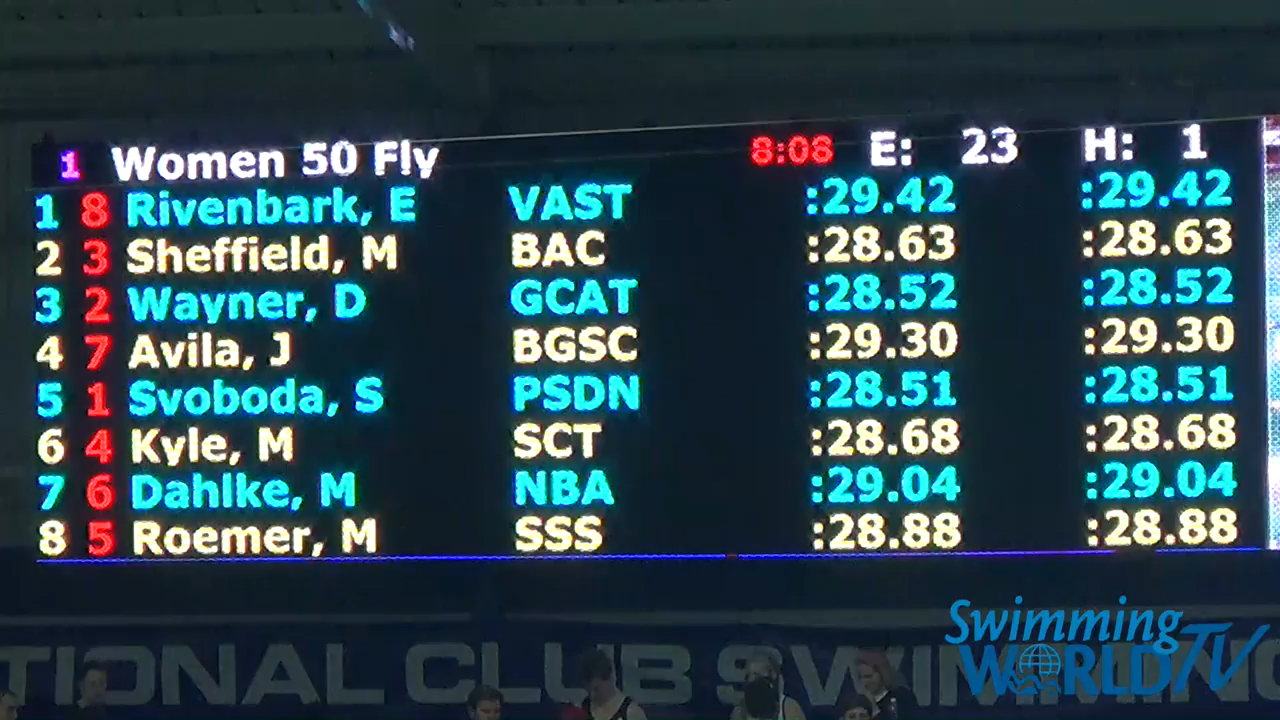 1 Women 50 Fly 8:08 E: 23 H: 1
1 8 Rivenbark, E VAST :29.42 :29.42
2 3 Sheffield, M BAC :28.63 :28.63
3 2 Wayner, D GCAT :28.52 :28.52
4 7 Avila, J BGSC :29.30 :29.30
5 1 Svoboda, S PSDN :28.51 :28.51
6 4 Kyle, M SCT :28.68 :28.68
7 6 Dahlke, M NBA :29.04 :29.04
8 5 Roemer, M SSS :28.88 :28.88
TIONAL CLUB SWIMMING
Swimming
WORLD TV